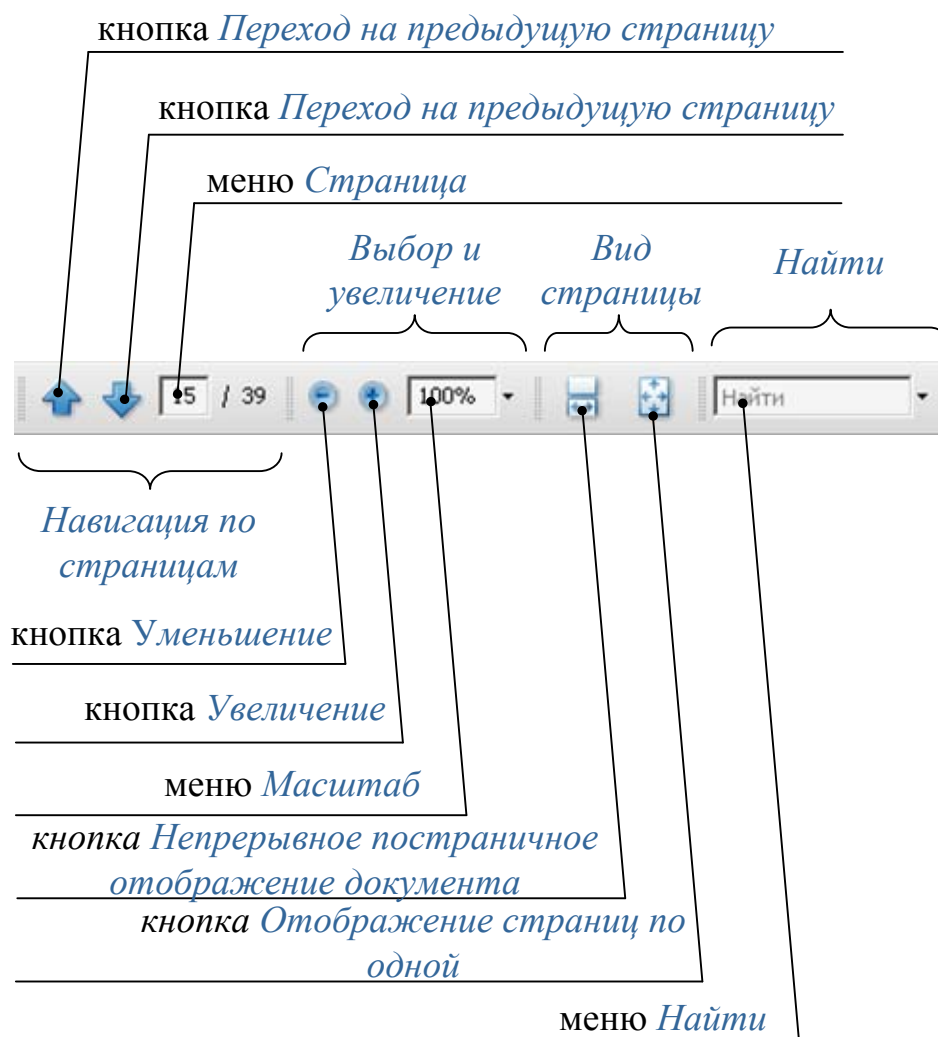 кнопка Переход на предыдущую страницу
кнопка Переход на предыдущую страницу
меню Страница
Выбор и
увеличение
Вид
страницы
Найти
15 / 39
100%
Найти
Навигация по
страницам
кнопка Уменьшение
кнопка Увеличение
меню Масштаб
кнопка Непрерывное постраничное
отображение документа
кнопка Отображение страниц по
одной
меню Найти